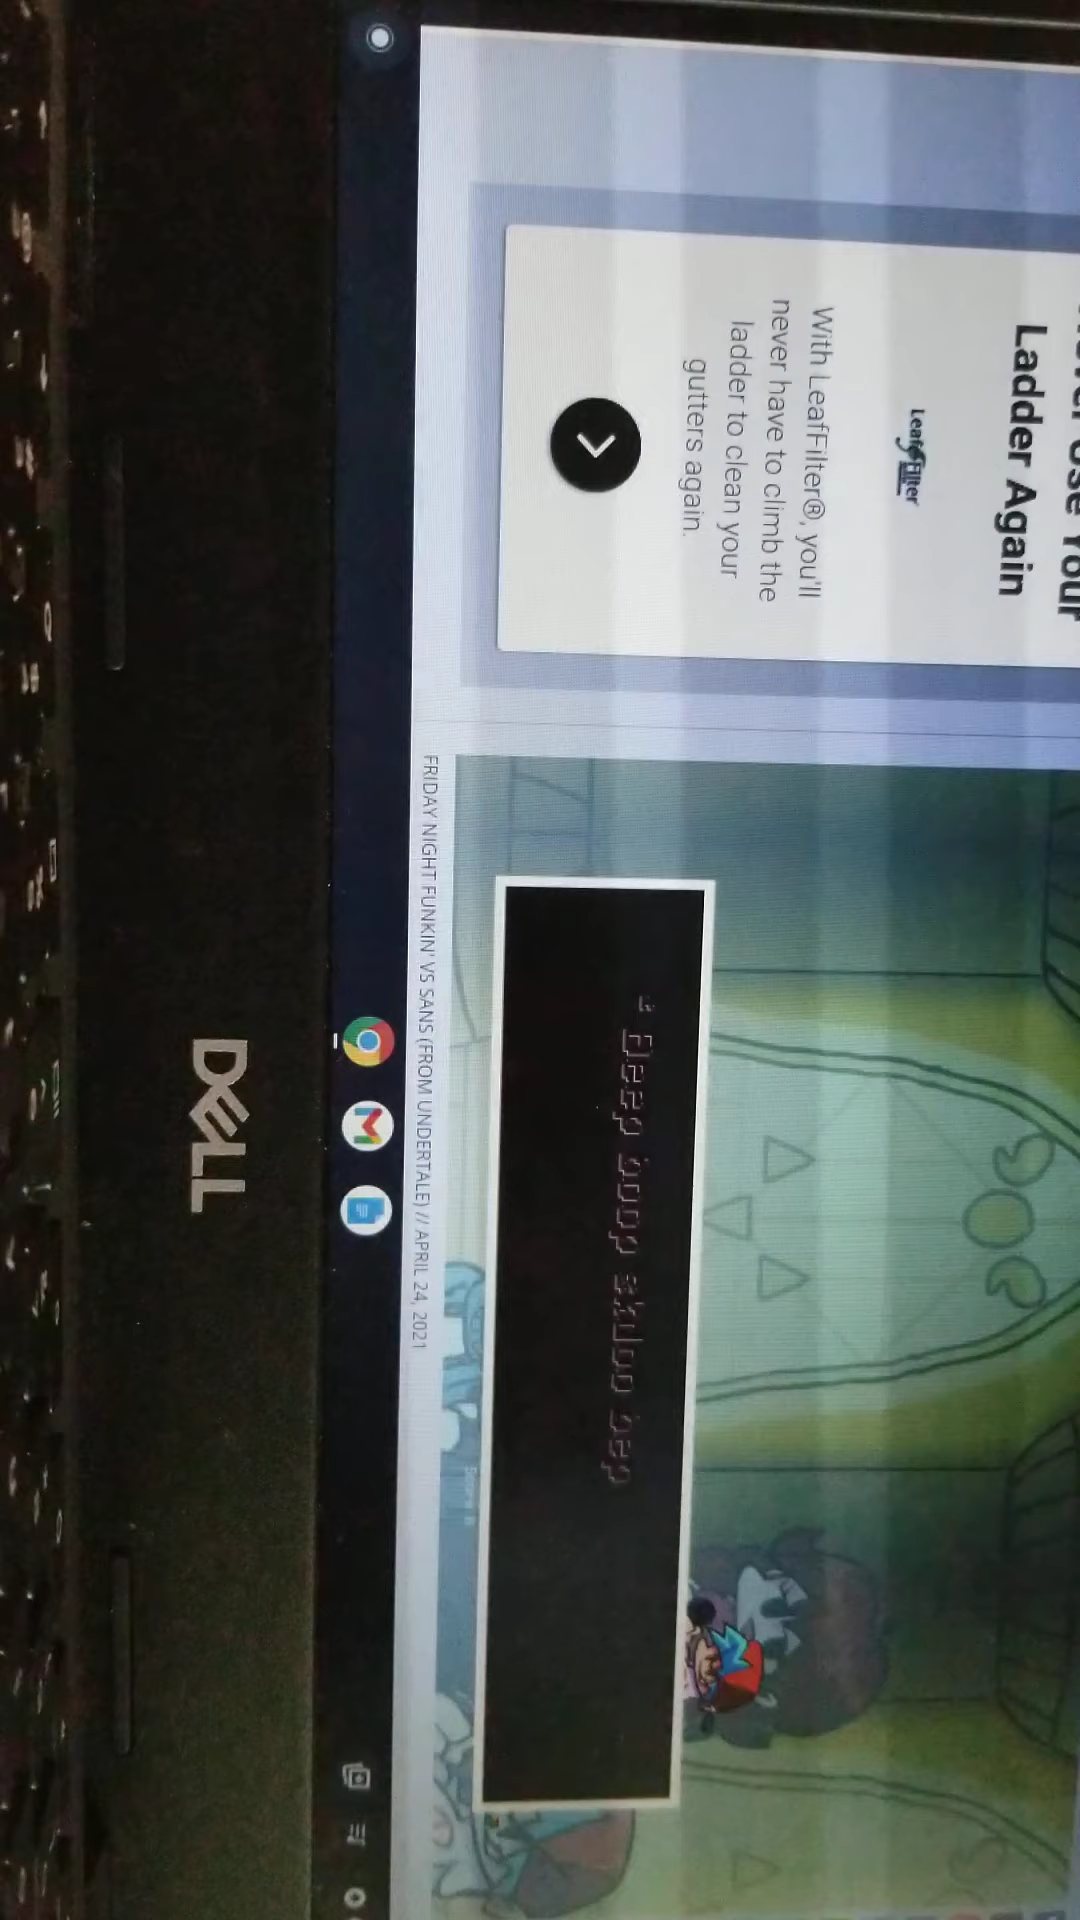 Ladder Again
LeafFilter
With LeafFilter®, you'll
never have to climb the
ladder to clean your
gutters again.
* Beep boop skdoo bep
FRIDAY NIGHT FUNKIN' VS SANS (FROM UNDERTALE) // APRIL 24, 2021
DELL